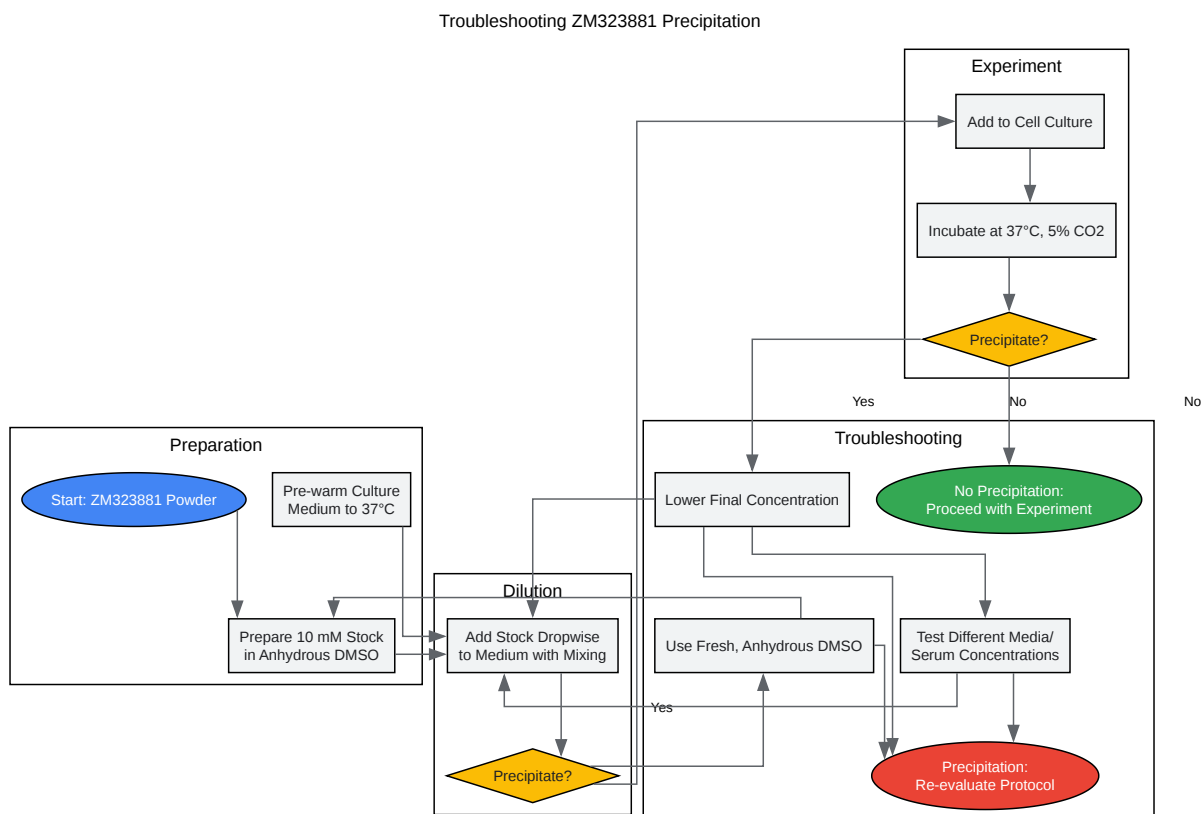 Troubleshooting ZM323881 Precipitation
Experiment
Add to Cell Culture
Incubate at 37°C, 5% CO2
Precipitate?
Yes
No
No
Preparation
Start: ZM323881 Powder
Pre-warm Culture
Medium to 37°C
Prepare 10 mM Stock
in Anhydrous DMSO
Dilution
Add Stock Dropwise
to Medium with Mixing
Precipitate?
Yes
Troubleshooting
Lower Final Concentration
No Precipitation:
Proceed with Experiment
Use Fresh, Anhydrous DMSO
Test Different Media/
Serum Concentrations
Precipitation:
Re-evaluate Protocol